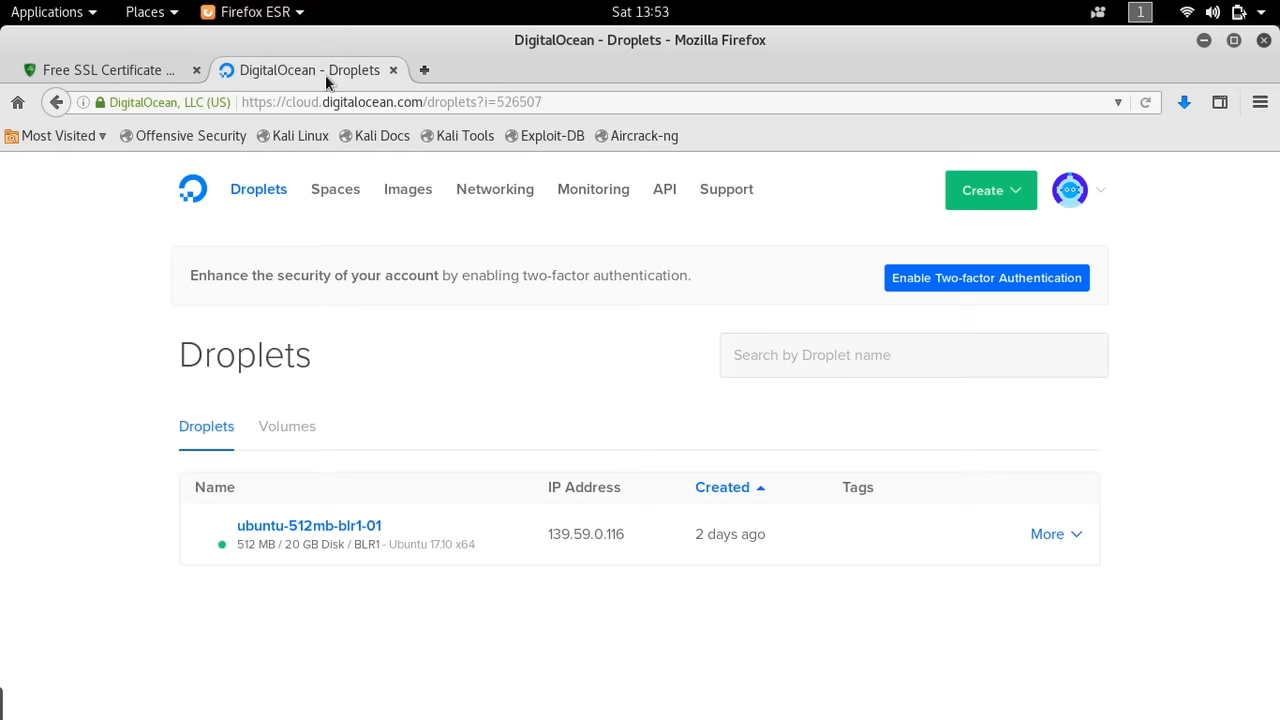 Applications Places Firefox ESR Sat 13:53 1
DigitalOcean - Droplets - Mozilla Firefox
Free SSL Certificate ... DigitalOcean - Droplets
DigitalOcean, LLC (US) https://cloud.digitalocean.com/droplets?i=526507
Most Visited Offensive Security Kali Linux Kali Docs Kali Tools Exploit-DB Aircrack-ng
Droplets Spaces Images Networking Monitoring API Support Create
Enhance the security of your account by enabling two-factor authentication. Enable Two-factor Authentication
Droplets Search by Droplet name
Droplets Volumes
Name IP Address Created Tags
ubuntu-512mb-blr1-01
139.59.0.116 2 days ago More
512 MB / 20 GB Disk / BLR1 - Ubuntu 17.10 x64